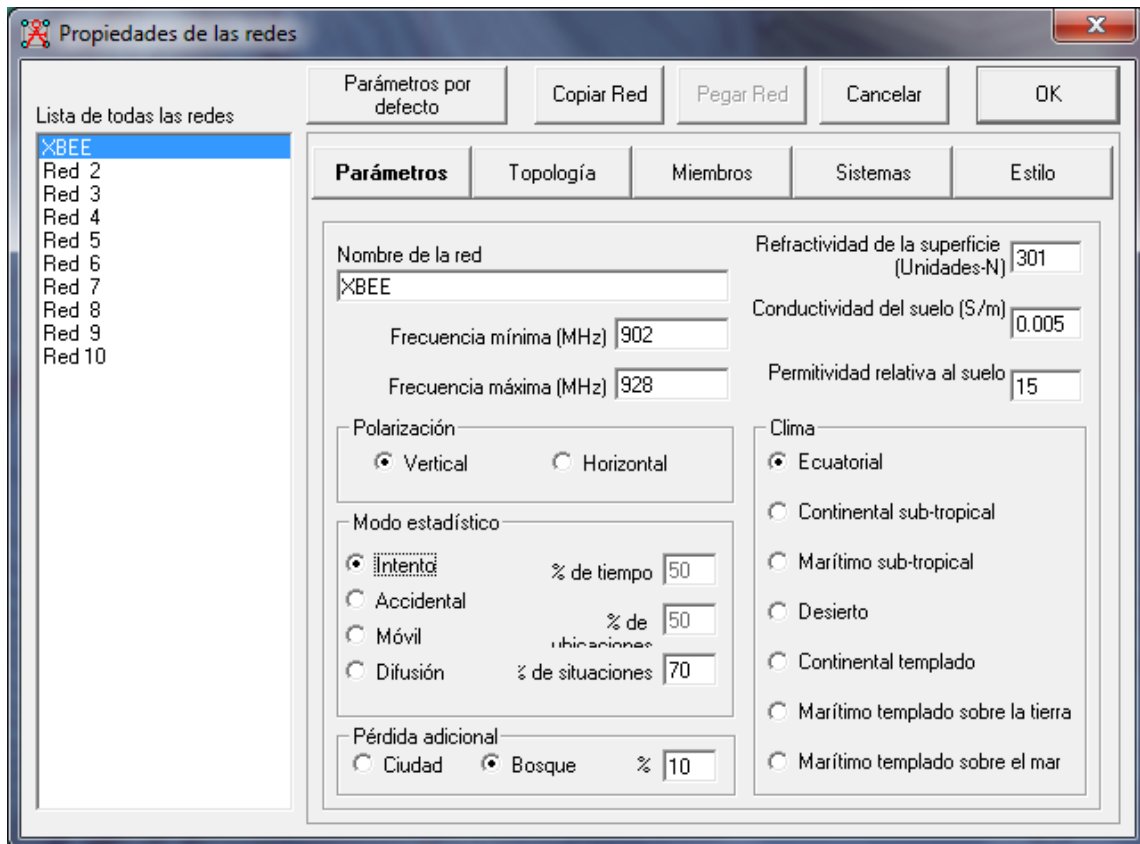 Propiedades de las redes
Lista de todas las redes
XBEE
Red 2
Red 3
Red 4
Red 5
Red 6
Red 7
Red 8
Red 9
Red 10
Parámetros por
defecto
Copiar Red
Pegar Red
Cancelar
OK
Parámetros
Topología
Miembros
Sistemas
Estilo
Nombre de la red
XBEE
Frecuencia mínima (MHz) 902
Frecuencia máxima (MHz) 928
Refractividad de la superficie
(Unidades-N) 301
Conductividad del suelo (S/m) 0.005
Permitividad relativa al suelo 15
Polarización
Vertical
Horizontal
Modo estadístico
Intento
Accidental
Móvil
Difusión
% de tiempo 50
% de
ubicaciones 50
% de situaciones 70
Pérdida adicional
Ciudad
Bosque
% 10
Clima
Ecuatorial
Continental sub-tropical
Marítimo sub-tropical
Desierto
Continental templado
Marítimo templado sobre la tierra
Marítimo templado sobre el mar